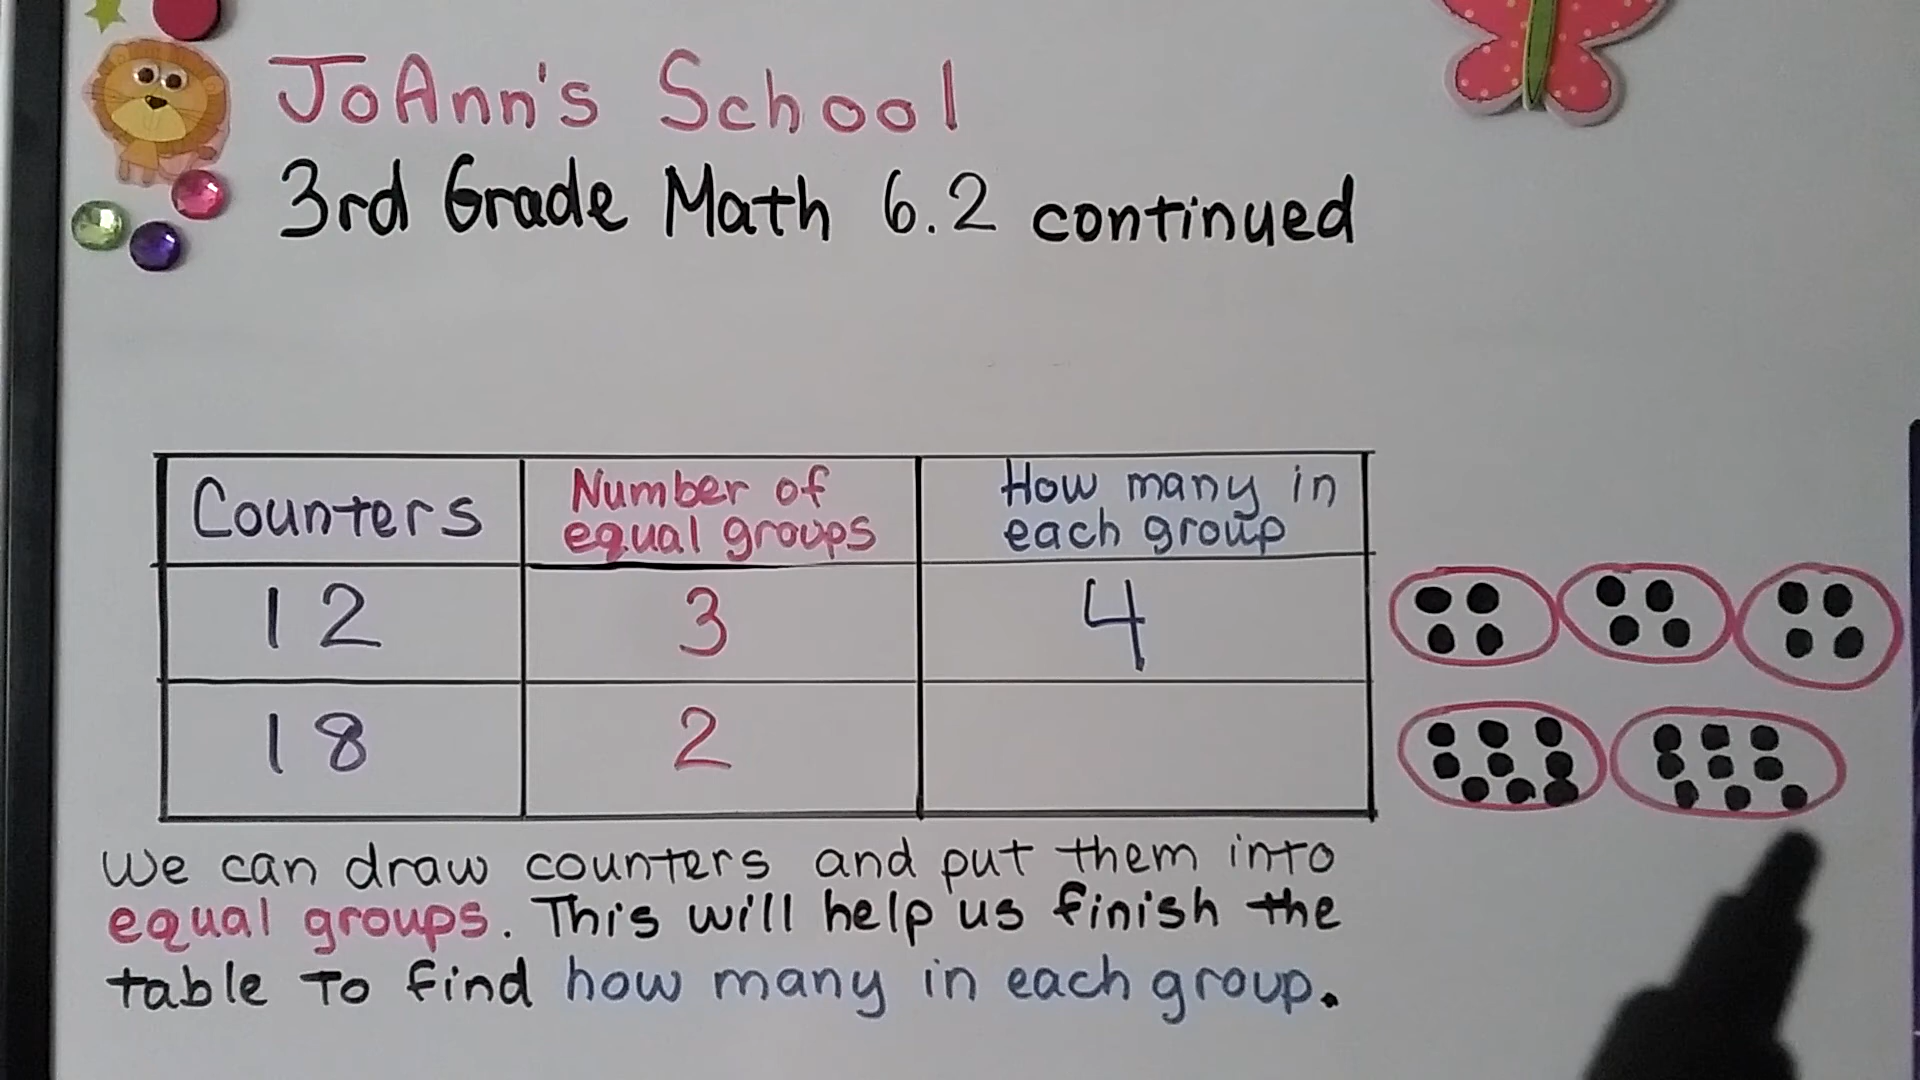 JoAnn's School
3rd Grade Math 6.2 continued
Counters
Number of
equal groups
How many in
each group
12 3 4
18 2
We can draw counters and put them into
equal groups. This will help us finish the
table to find how many in each group.